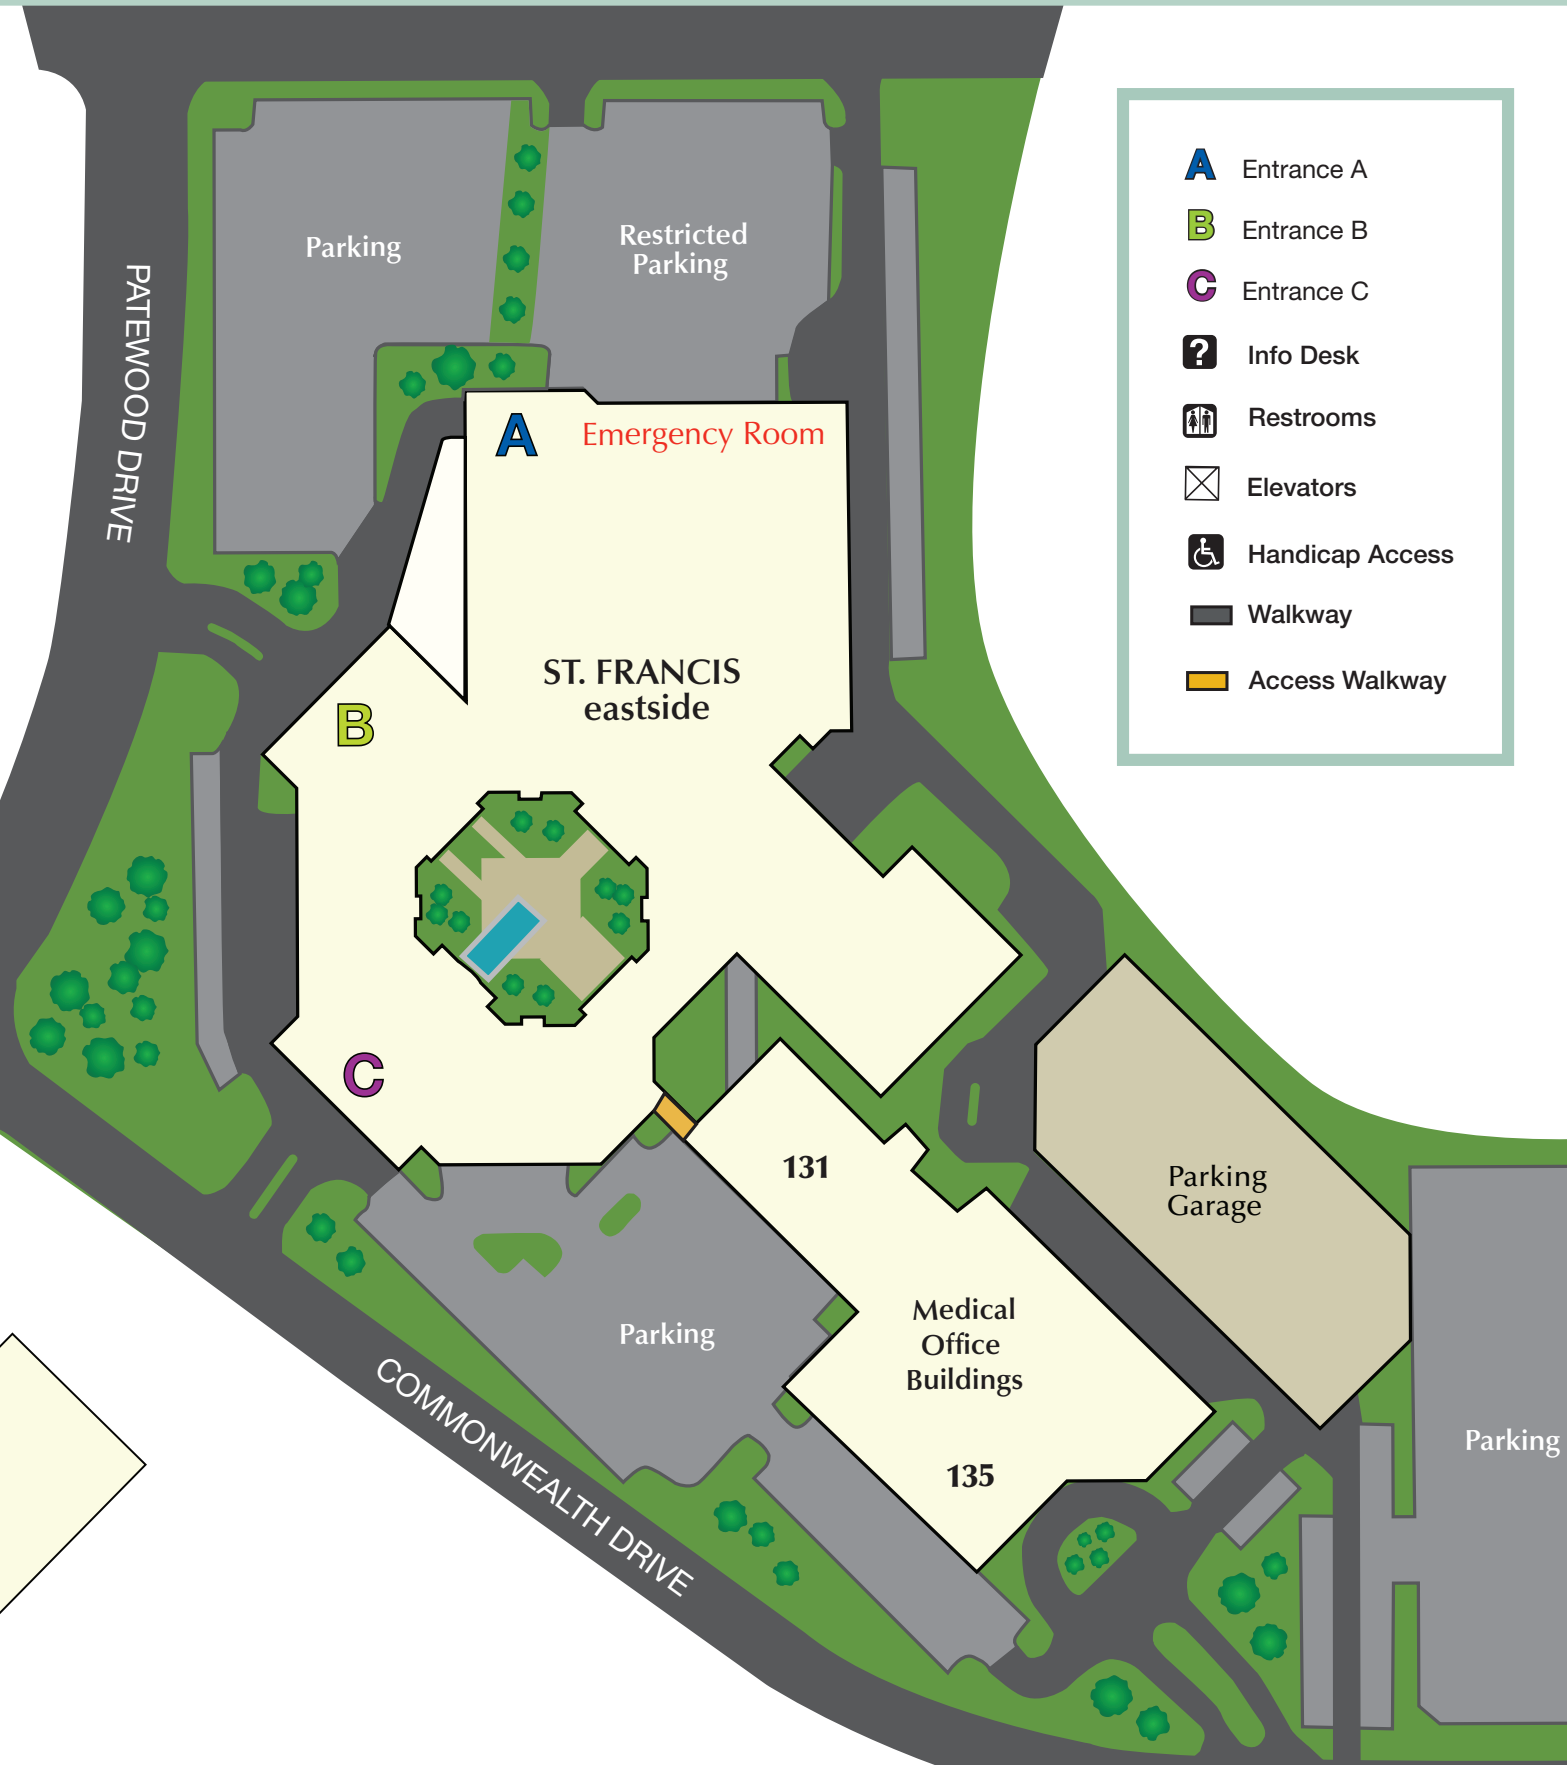 Parking
Restricted
Parking
PATEWOOD DRIVE
A
Emergency Room
ST. FRANCIS
eastside
B
C
131
Medical
Office
Buildings
135
Parking
Garage
Parking
Parking
COMMONWEALTH DRIVE
A Entrance A
B Entrance B
C Entrance C
? Info Desk
Restrooms
Elevators
Handicap Access
Walkway
Access Walkway